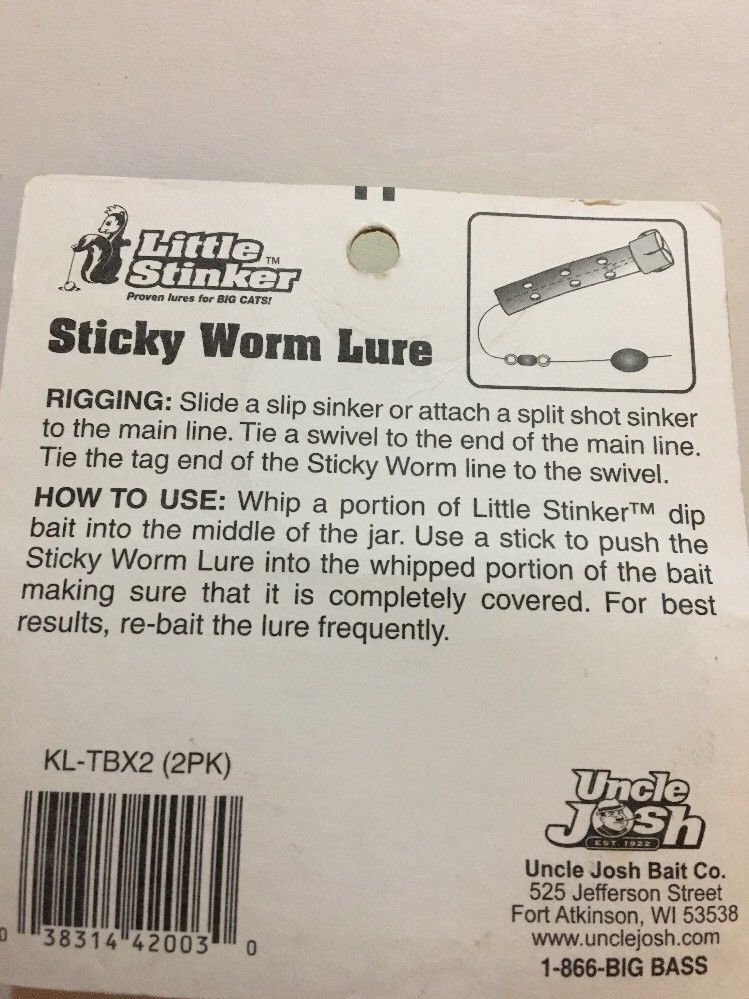 Little
Stinker™
Proven lures for BIG CATS!
Sticky Worm Lure
RIGGING: Slide a slip sinker or attach a split shot sinker
to the main line. Tie a swivel to the end of the main line.
Tie the tag end of the Sticky Worm line to the swivel.
HOW TO USE: Whip a portion of Little Stinker™ dip
bait into the middle of the jar. Use a stick to push the
Sticky Worm Lure into the whipped portion of the bait
making sure that it is completely covered. For best
results, re-bait the lure frequently.
KL-TBX2 (2PK)
0 38314 42003 0
Uncle
Josh
EST. 1922
Uncle Josh Bait Co.
525 Jefferson Street
Fort Atkinson, WI 53538
www.unclejosh.com
1-866-BIG BASS